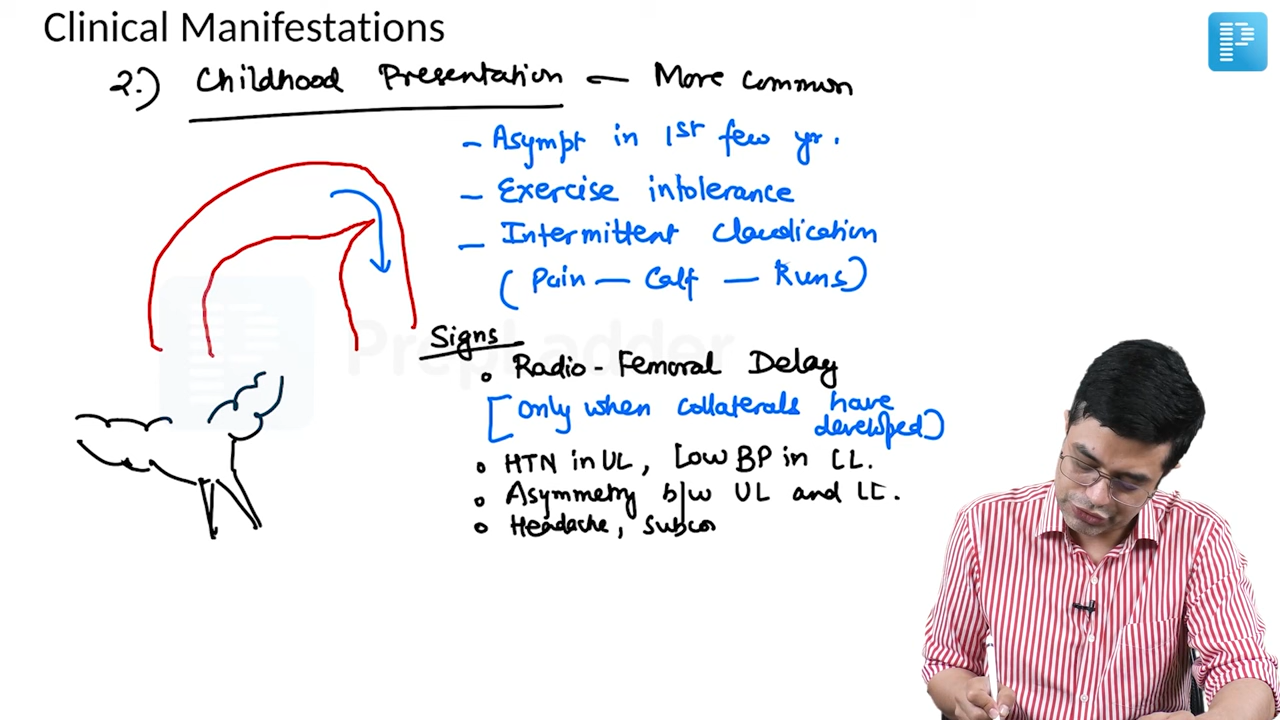 Clinical Manifestations
2.) Childhood Presentation — More common
- Asympt in 1st few yr.
- Exercise intolerance
- Intermittent Claudication
(Pain — Calf — Runs)
Signs
• Radio-Femoral Delay
[Only when collaterals have
developed)
• HTN in UL, Low BP in LL.
• Asymmetry b/w UL and LL.
• Headache, Subco
PrepLadder